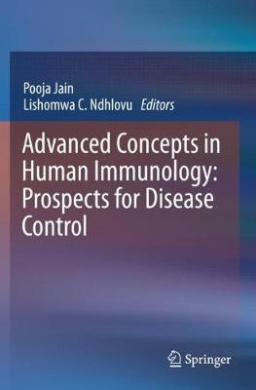 Pooja Jain
Lishomwa C. Ndhlovu Editors
Advanced Concepts in
Human Immunology:
Prospects for Disease
Control
Springer